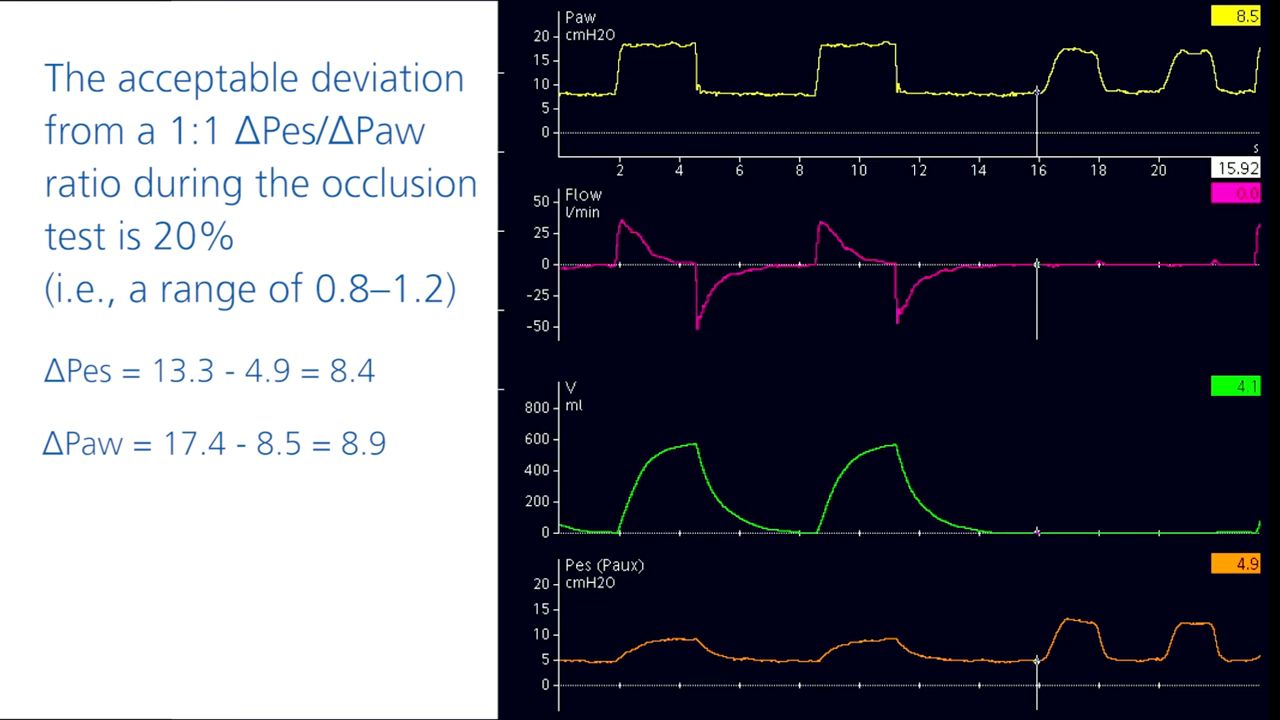 The acceptable deviation
from a 1:1 ΔPes/ΔPaw
ratio during the occlusion
test is 20%
(i.e., a range of 0.8–1.2)
ΔPes = 13.3 - 4.9 = 8.4
ΔPaw = 17.4 - 8.5 = 8.9
Paw
cmH2O
8.5
20
15
10
5
0
s
2 4 6 8 10 12 14 16 18 20 15.92
Flow
l/min
0.0
50
25
0
-25
-50
V
ml
4.1
800
600
400
200
0
Pes (Paux)
cmH2O
4.9
20
15
10
5
0